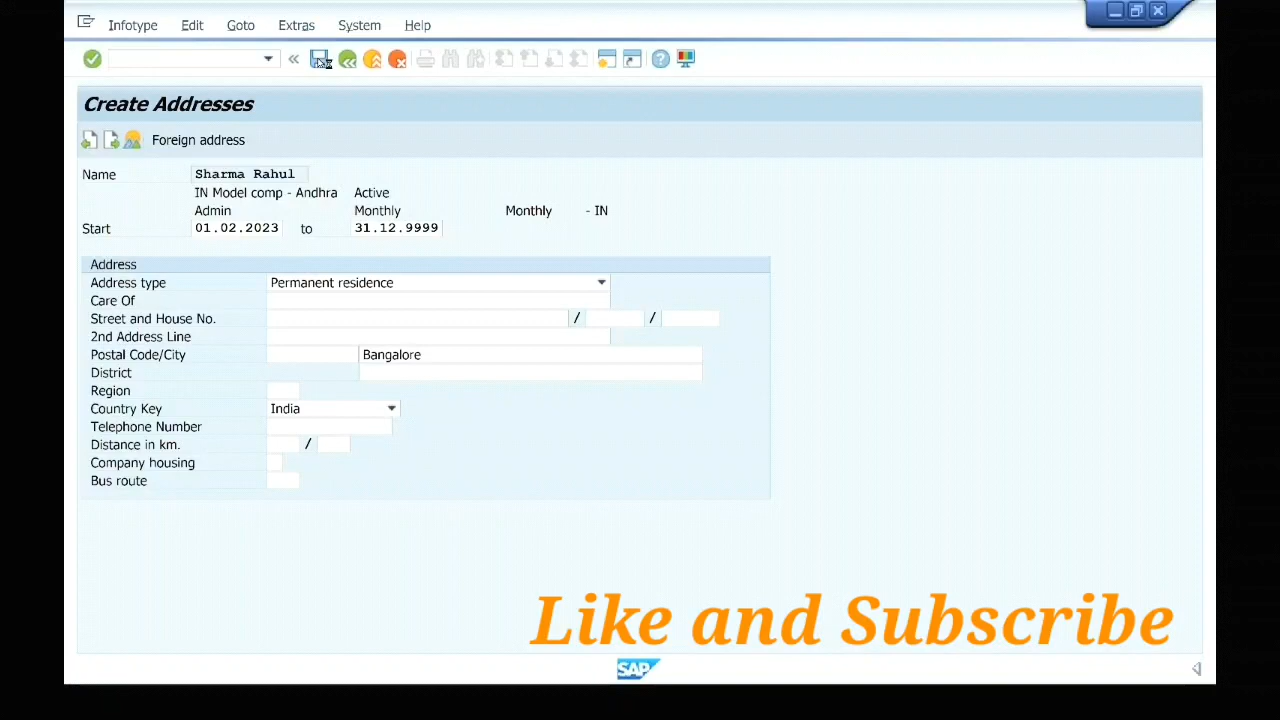 Infotype Edit Goto Extras System Help
Create Addresses
Foreign address
Name Sharma Rahul
IN Model comp - Andhra Active
Admin Monthly Monthly - IN
Start 01.02.2023 to 31.12.9999
Address
Address type Permanent residence
Care Of
Street and House No. / /
2nd Address Line
Postal Code/City Bangalore
District
Region
Country Key India
Telephone Number
Distance in km. /
Company housing
Bus route
Like and Subscribe
SAP